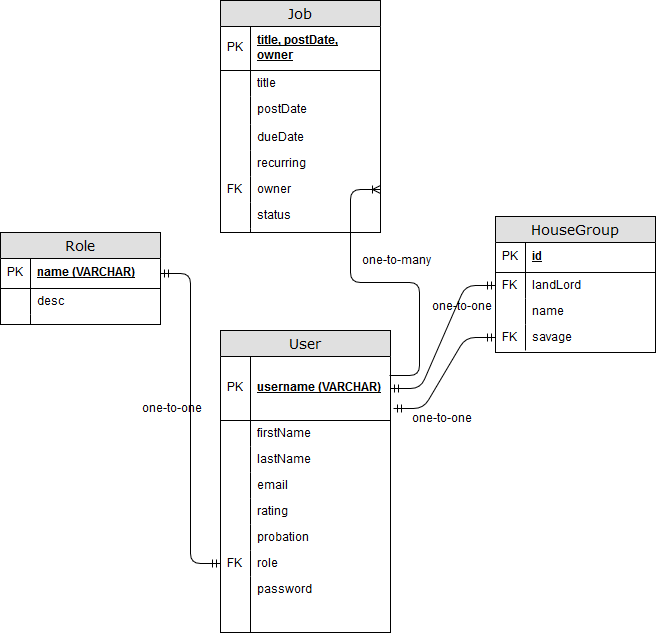 Job
PK
title, postDate,
owner
title
postDate
dueDate
recurring
FK owner
status
one-to-many
Role
PK name (VARCHAR)
desc
HouseGroup
PK id
FK landLord
name
FK savage
one-to-one
one-to-one
one-to-one
User
PK username (VARCHAR)
firstName
lastName
email
rating
probation
FK role
password